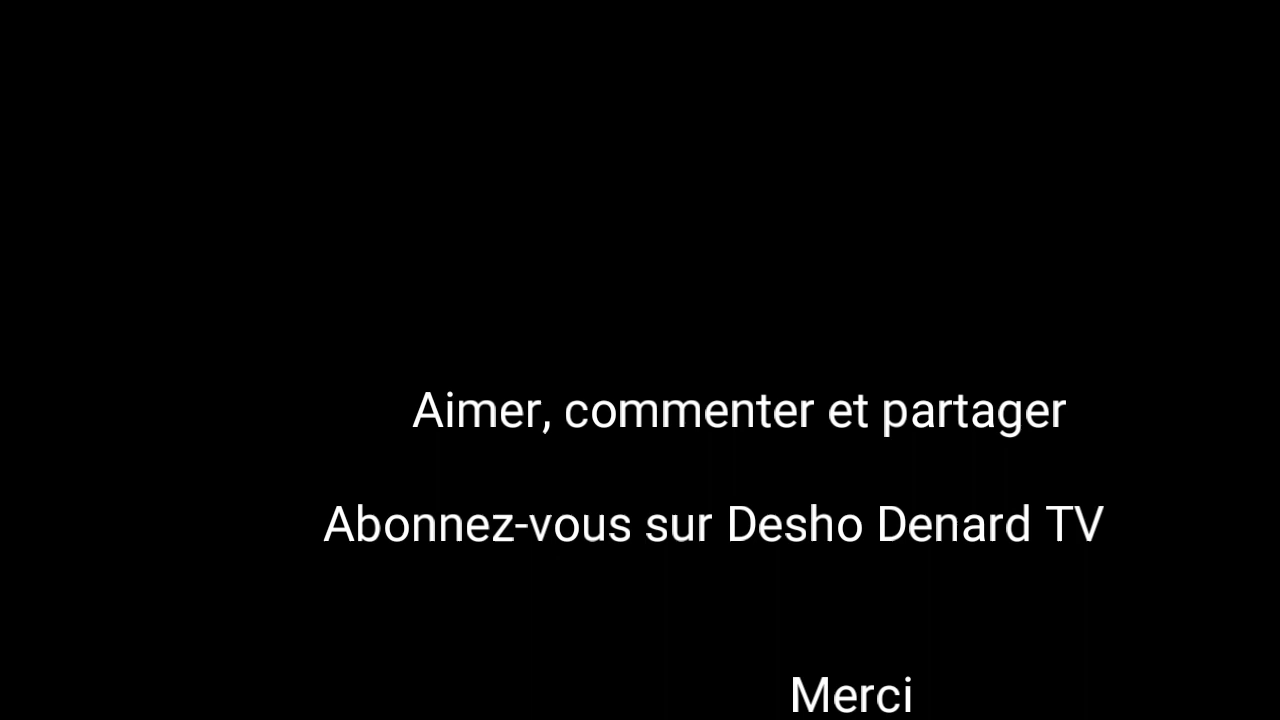 Aimer, commenter et partager
Abonnez-vous sur Desho Denard TV
Merci